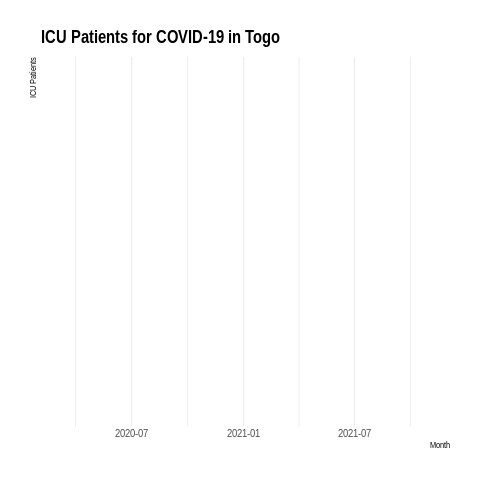 ICU Patients for COVID-19 in Togo
ICU Patients
2020-07 2021-01 2021-07
Month